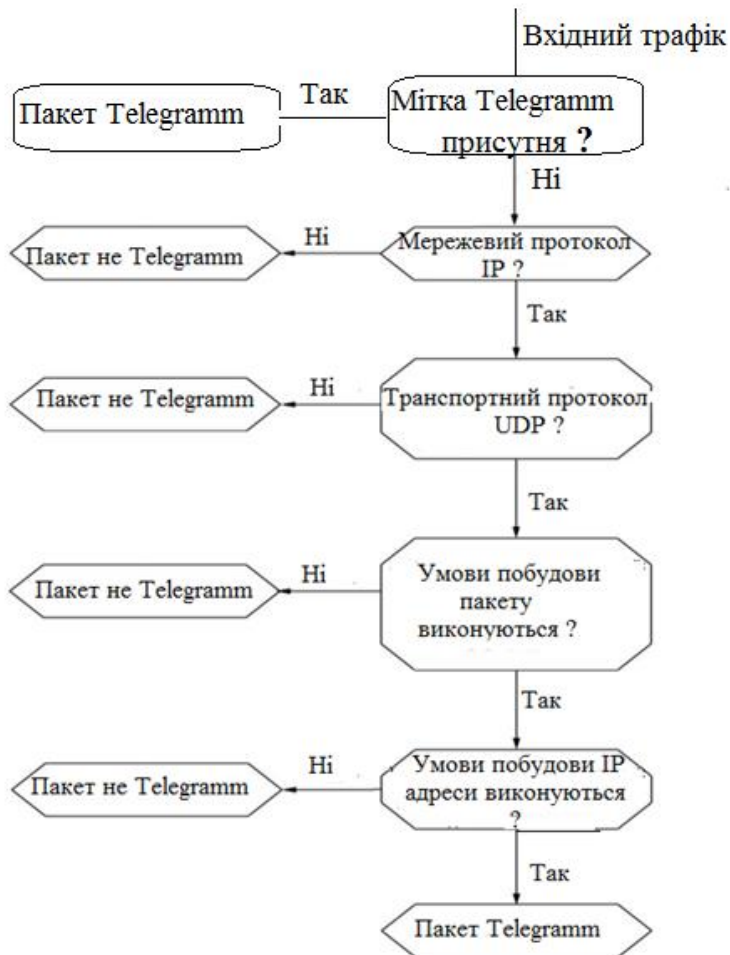 Вхідний трафік
Пакет Telegramm
Так
Мітка Telegramm
присутня ?
Ні
Пакет не Telegramm
Ні
Мережевий протокол
IP ?
Так
Пакет не Telegramm
Ні
Транспортний протокол
UDP ?
Так
Пакет не Telegramm
Ні
Умови побудови
пакету
виконуються ?
Так
Пакет не Telegramm
Ні
Умови побудови IP
адреси виконуються
?
Так
Пакет Telegramm